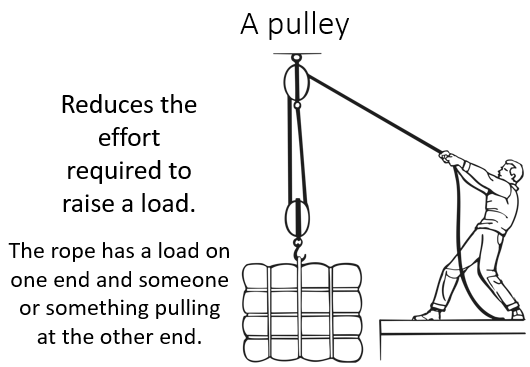 A pulley
Reduces the
effort
required to
raise a load.
The rope has a load on
one end and someone
or something pulling
at the other end.